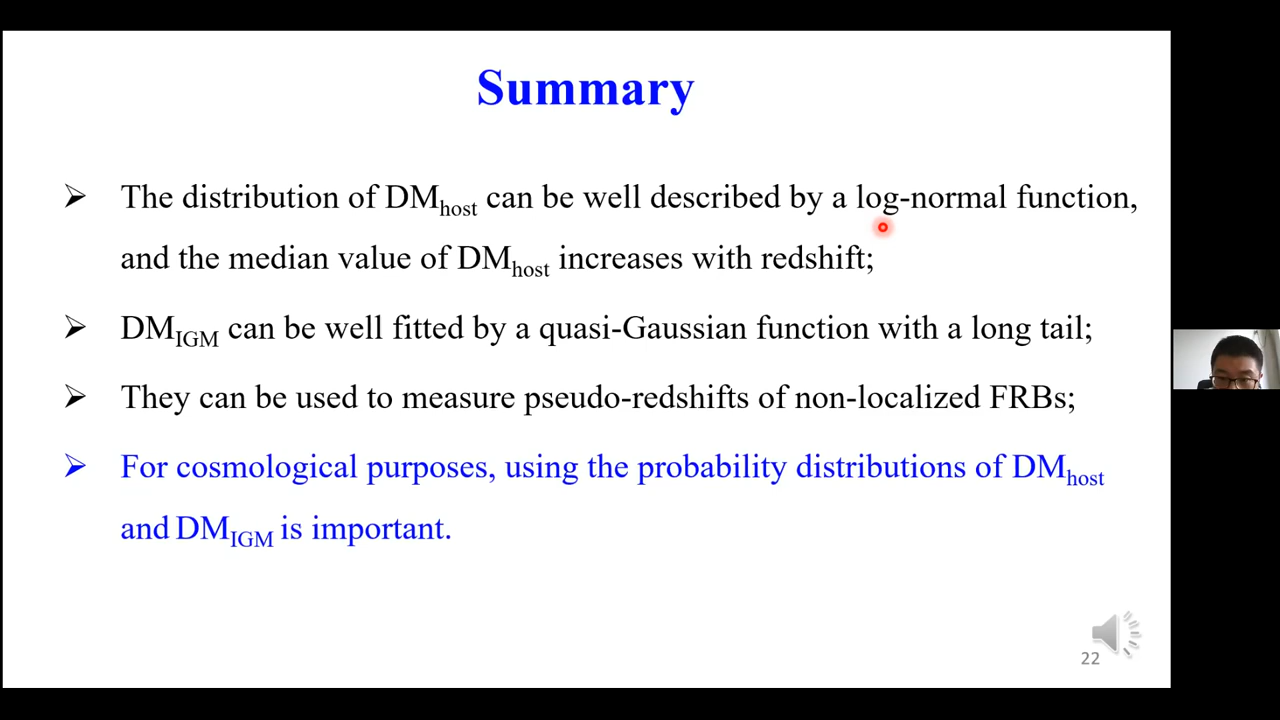 Summary
➢ The distribution of DM_host can be well described by a log-normal function,
and the median value of DM_host increases with redshift;
➢ DM_IGM can be well fitted by a quasi-Gaussian function with a long tail;
➢ They can be used to measure pseudo-redshifts of non-localized FRBs;
➢ For cosmological purposes, using the probability distributions of DM_host
and DM_IGM is important.
22